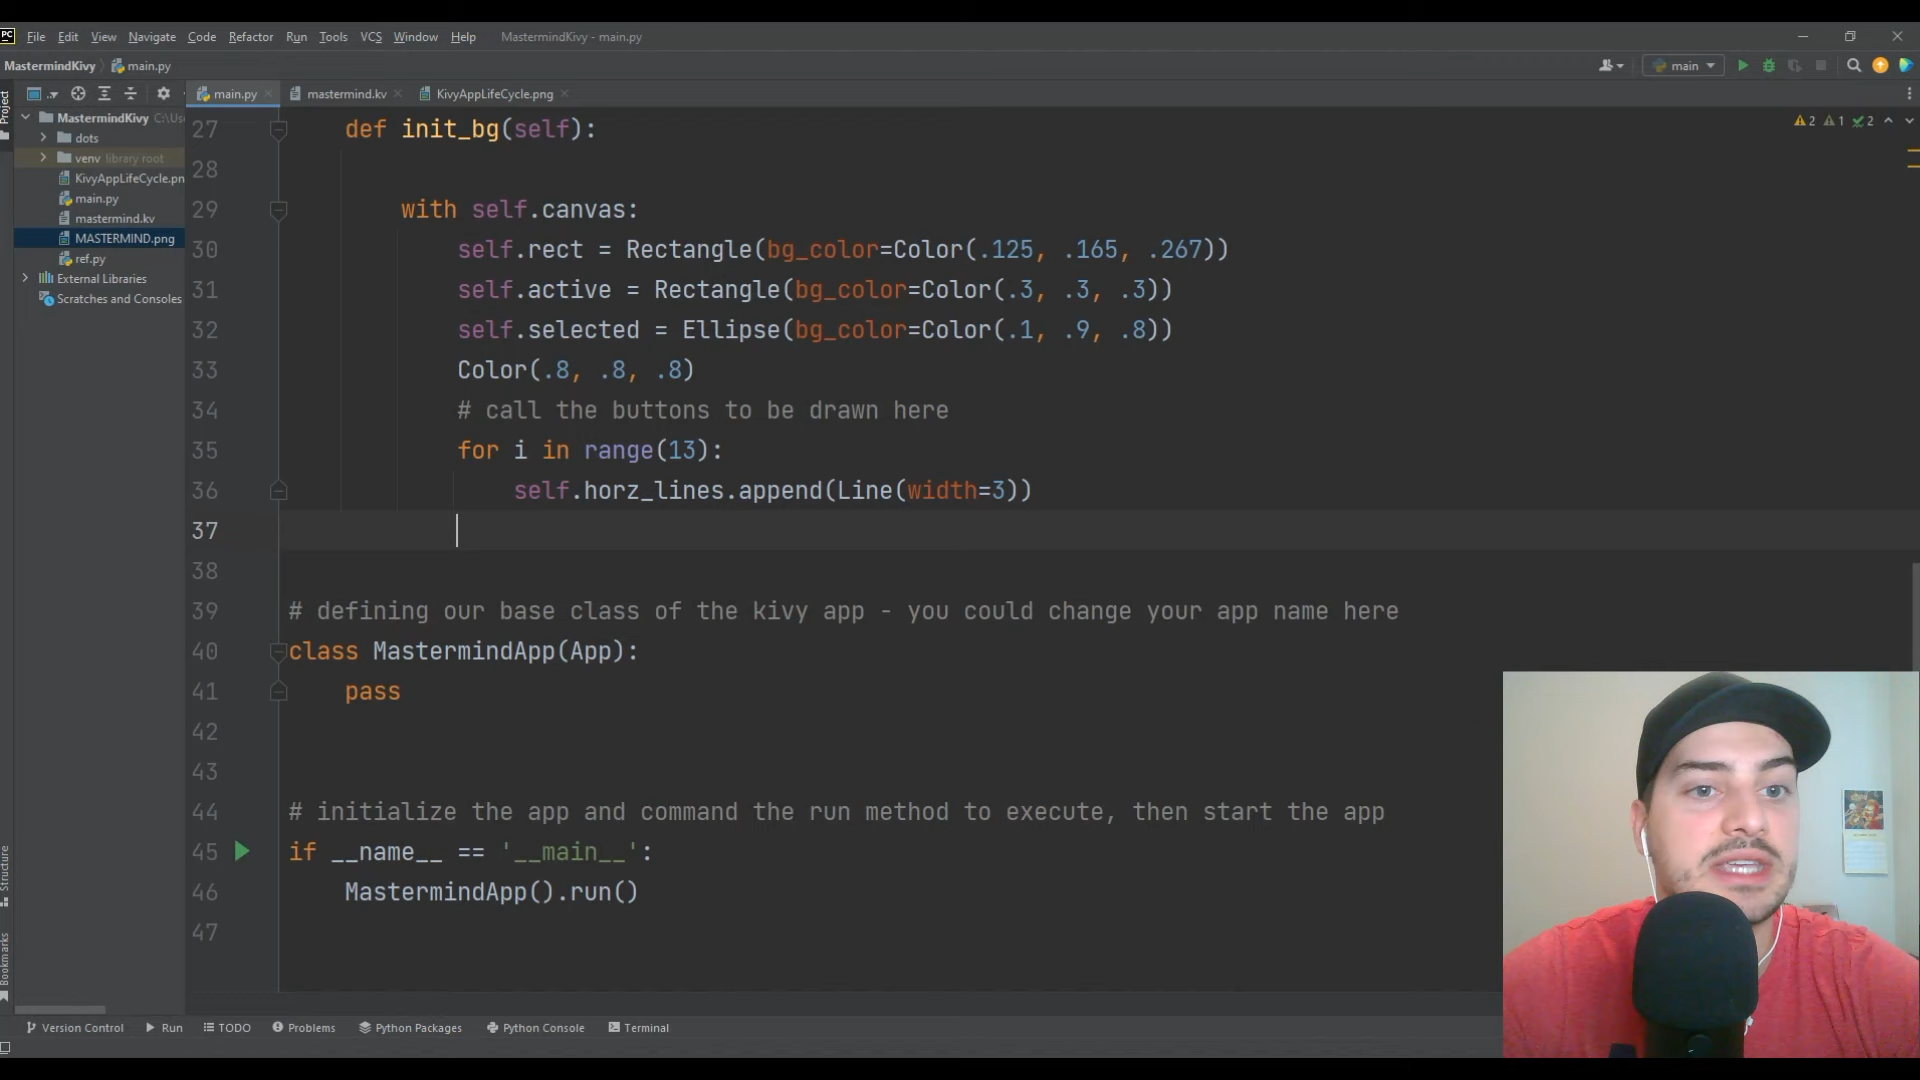 PC File Edit View Navigate Code Refactor Run Tools VCS Window Help MastermindKivy - main.py
MastermindKivy main.py main
Project
main.py mastermind.kv KivyAppLifeCycle.png
MastermindKivy C:\Us
dots
venv library root
KivyAppLifeCycle.pn
main.py
mastermind.kv
MASTERMIND.png
ref.py
External Libraries
Scratches and Consoles
2 1 2
27 def init_bg(self):
28
29 with self.canvas:
30 self.rect = Rectangle(bg_color=Color(.125, .165, .267))
31 self.active = Rectangle(bg_color=Color(.3, .3, .3))
32 self.selected = Ellipse(bg_color=Color(.1, .9, .8))
33 Color(.8, .8, .8)
34 # call the buttons to be drawn here
35 for i in range(13):
36 self.horz_lines.append(Line(width=3))
37
38
39 # defining our base class of the kivy app - you could change your app name here
40 class MastermindApp(App):
41 pass
42
43
44 # initialize the app and command the run method to execute, then start the app
45 if __name__ == '__main__':
46 MastermindApp().run()
47
Structure
Bookmarks
Version Control Run TODO Problems Python Packages Python Console Terminal